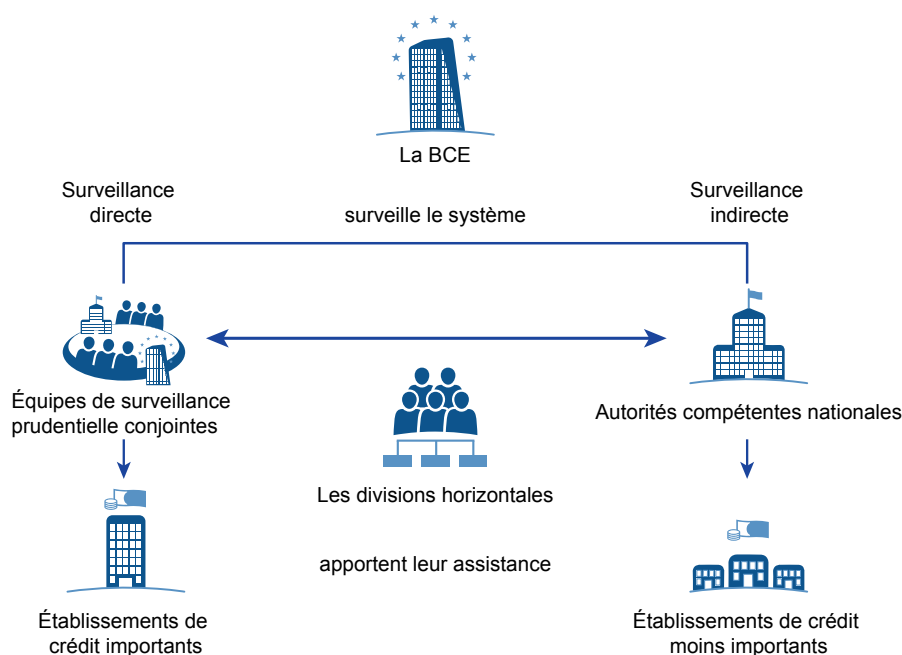 La BCE
Surveillance
directe
surveille le système
Surveillance
indirecte
Équipes de surveillance
prudentielle conjointes
Autorités compétentes nationales
Les divisions horizontales
apportent leur assistance
Établissements de
crédit importants
Établissements de crédit
moins importants